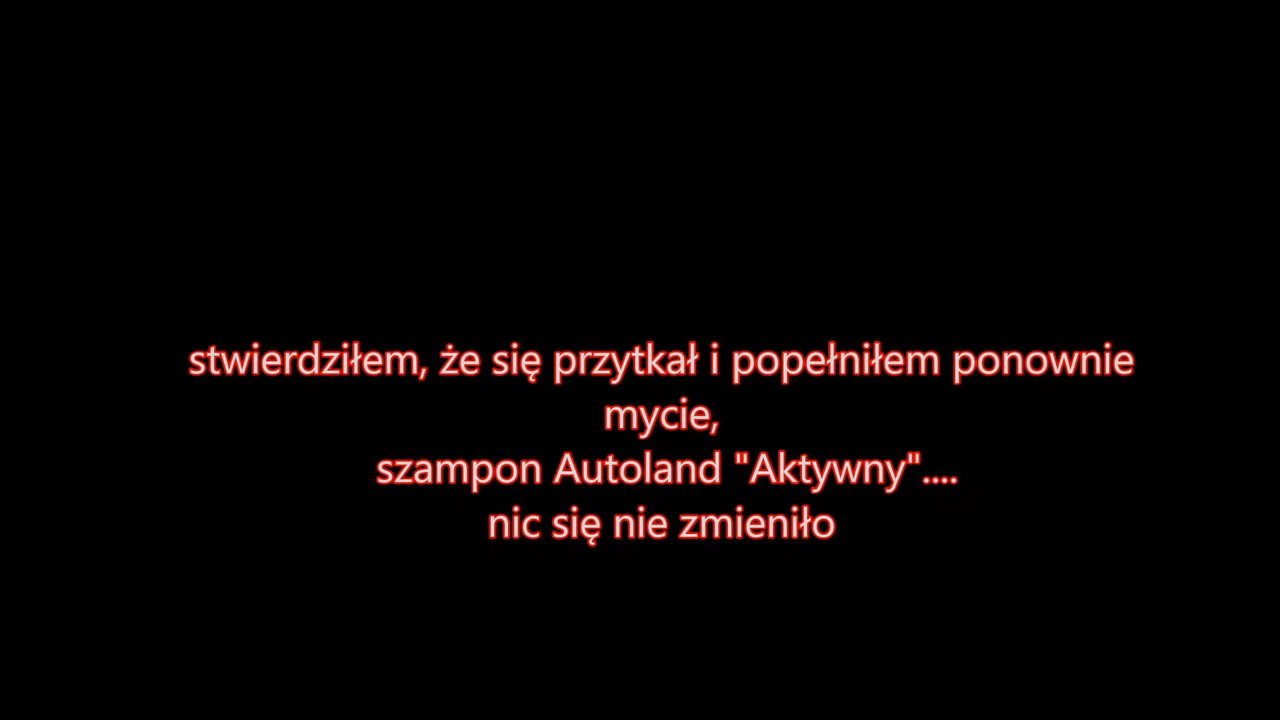 stwierdziłem, że się przytkał i popełniłem ponownie
mycie,
szampon Autoland "Aktywny"....
nic się nie zmieniło